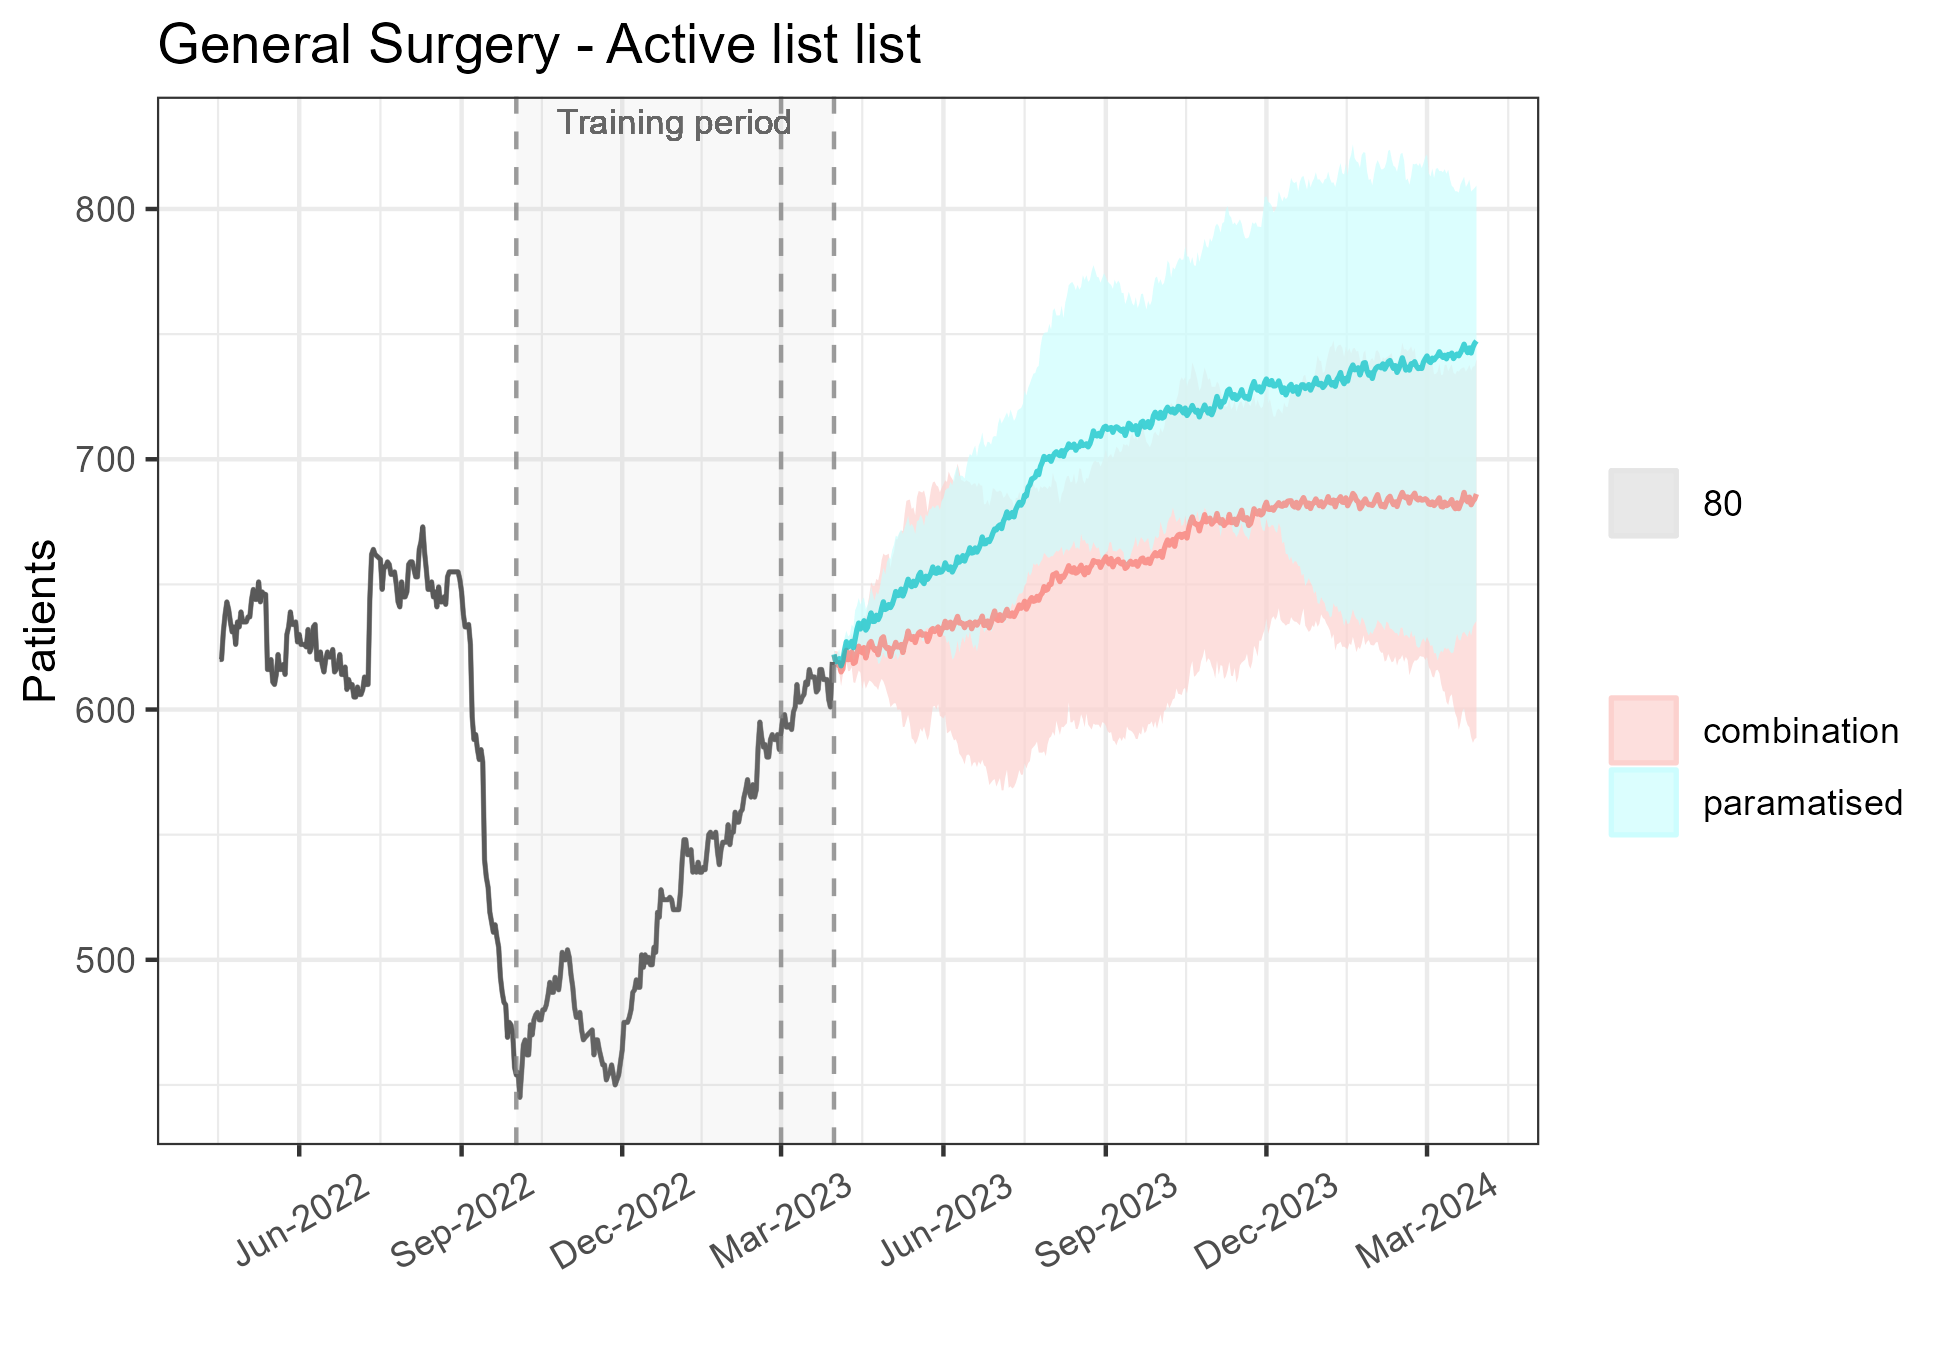 General Surgery - Active list list
Training period
Patients
800
700
600
500
Jun-2022
Sep-2022
Dec-2022
Mar-2023
Jun-2023
Sep-2023
Dec-2023
Mar-2024
80
combination
paramatised